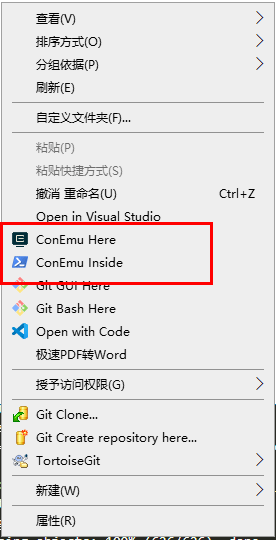 查看(V)
排序方式(O)
分组依据(P)
刷新(E)
自定义文件夹(F)...
粘贴(P)
粘贴快捷方式(S)
撤消 重命名(U) Ctrl+Z
Open in Visual Studio
ConEmu Here
ConEmu Inside
Git GUI Here
Git Bash Here
Open with Code
极速PDF转Word
授予访问权限(G)
Git Clone...
Git Create repository here...
TortoiseGit
新建(W)
属性(R)